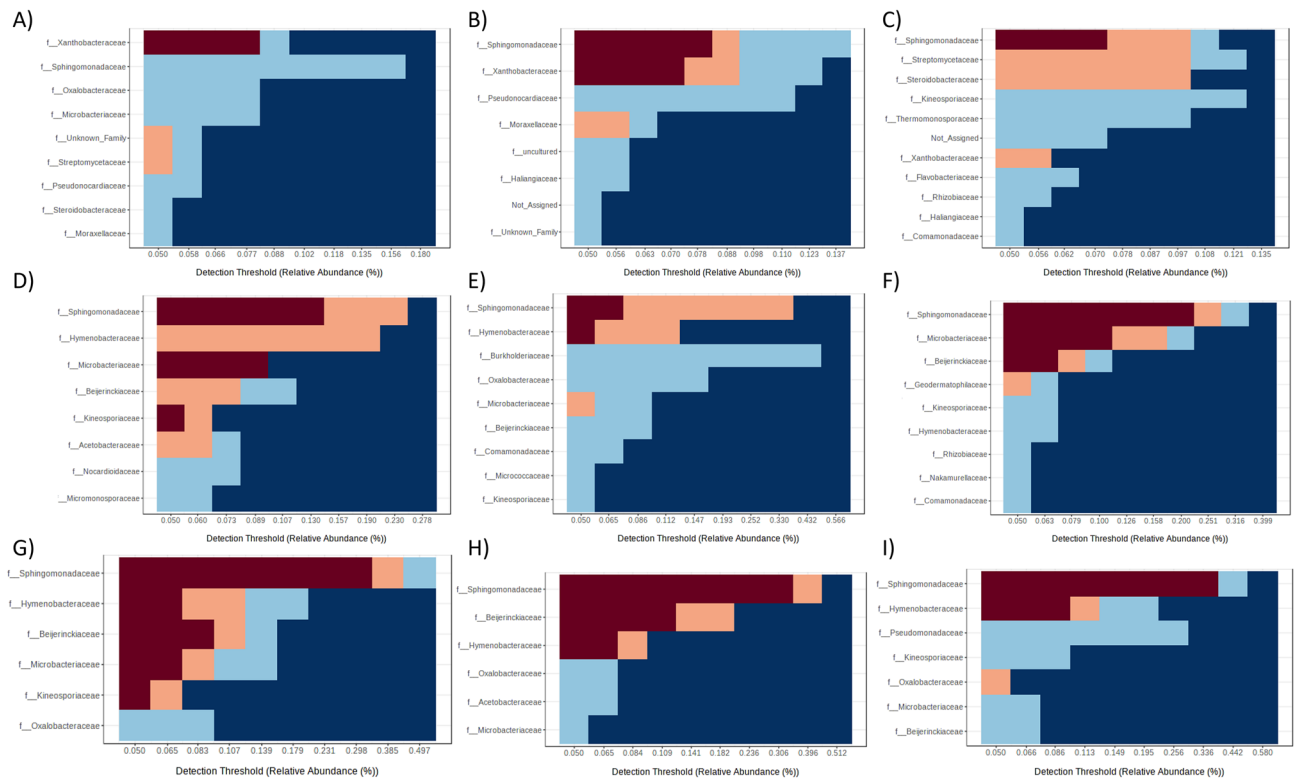 A)
f__Xanthobacteraceae
f__Sphingomonadaceae
f__Oxalobacteraceae
f__Microbacteriaceae
f__Unknown_Family
f__Streptomycetaceae
f__Pseudonocardiaceae
f__Steroidobacteraceae
f__Moraxellaceae
0.050 0.058 0.066 0.077 0.088 0.102 0.118 0.136 0.156 0.180
Detection Threshold (Relative Abundance (%))
B)
f__Sphingomonadaceae
f__Xanthobacteraceae
f__Pseudonocardiaceae
f__Moraxellaceae
f__uncultured
f__Haliangiaceae
Not_Assigned
f__Unknown_Family
0.050 0.056 0.063 0.070 0.078 0.088 0.098 0.110 0.122 0.137
Detection Threshold (Relative Abundance (%))
C)
f__Sphingomonadaceae
f__Streptomycetaceae
f__Steroidobacteraceae
f__Kineosporiaceae
f__Thermomonosporaceae
Not_Assigned
f__Xanthobacteraceae
f__Flavobacteriaceae
f__Rhizobiaceae
f__Haliangiaceae
f__Comamonadaceae
0.050 0.056 0.062 0.070 0.078 0.087 0.097 0.108 0.121 0.135
Detection Threshold (Relative Abundance (%))
D)
f__Sphingomonadaceae
f__Hymenobacteraceae
f__Microbacteriaceae
f__Beijerinckiaceae
f__Kineosporiaceae
f__Acetobacteraceae
f__Nocardioidaceae
__Micromonosporaceae
0.050 0.060 0.073 0.089 0.107 0.130 0.157 0.190 0.230 0.278
Detection Threshold (Relative Abundance (%))
E)
f__Sphingomonadaceae
f__Hymenobacteraceae
f__Burkholderiaceae
f__Oxalobacteraceae
f__Microbacteriaceae
f__Beijerinckiaceae
f__Comamonadaceae
f__Micrococcaceae
f__Kineosporiaceae
0.050 0.065 0.086 0.112 0.147 0.193 0.252 0.330 0.432 0.566
Detection Threshold (Relative Abundance (%))
F)
f__Sphingomonadaceae
f__Microbacteriaceae
f__Beijerinckiaceae
f__Geodermatophilaceae
f__Kineosporiaceae
f__Hymenobacteraceae
f__Rhizobiaceae
f__Nakamurellaceae
f__Comamonadaceae
0.050 0.063 0.079 0.100 0.126 0.158 0.200 0.251 0.316 0.399
Detection Threshold (Relative Abundance (%))
G)
f__Sphingomonadaceae
f__Hymenobacteraceae
f__Beijerinckiaceae
f__Microbacteriaceae
f__Kineosporiaceae
f__Oxalobacteraceae
0.050 0.065 0.083 0.107 0.139 0.179 0.231 0.298 0.385 0.497
Detection Threshold (Relative Abundance (%))
H)
f__Sphingomonadaceae
f__Beijerinckiaceae
f__Hymenobacteraceae
f__Oxalobacteraceae
f__Acetobacteraceae
f__Microbacteriaceae
0.050 0.065 0.084 0.109 0.141 0.182 0.236 0.306 0.396 0.512
Detection Threshold (Relative Abundance (%))
I)
f__Sphingomonadaceae
f__Hymenobacteraceae
f__Pseudomonadaceae
f__Kineosporiaceae
f__Oxalobacteraceae
f__Microbacteriaceae
f__Beijerinckiaceae
0.050 0.066 0.086 0.113 0.149 0.195 0.256 0.336 0.442 0.580
Detection Threshold (Relative Abundance (%))